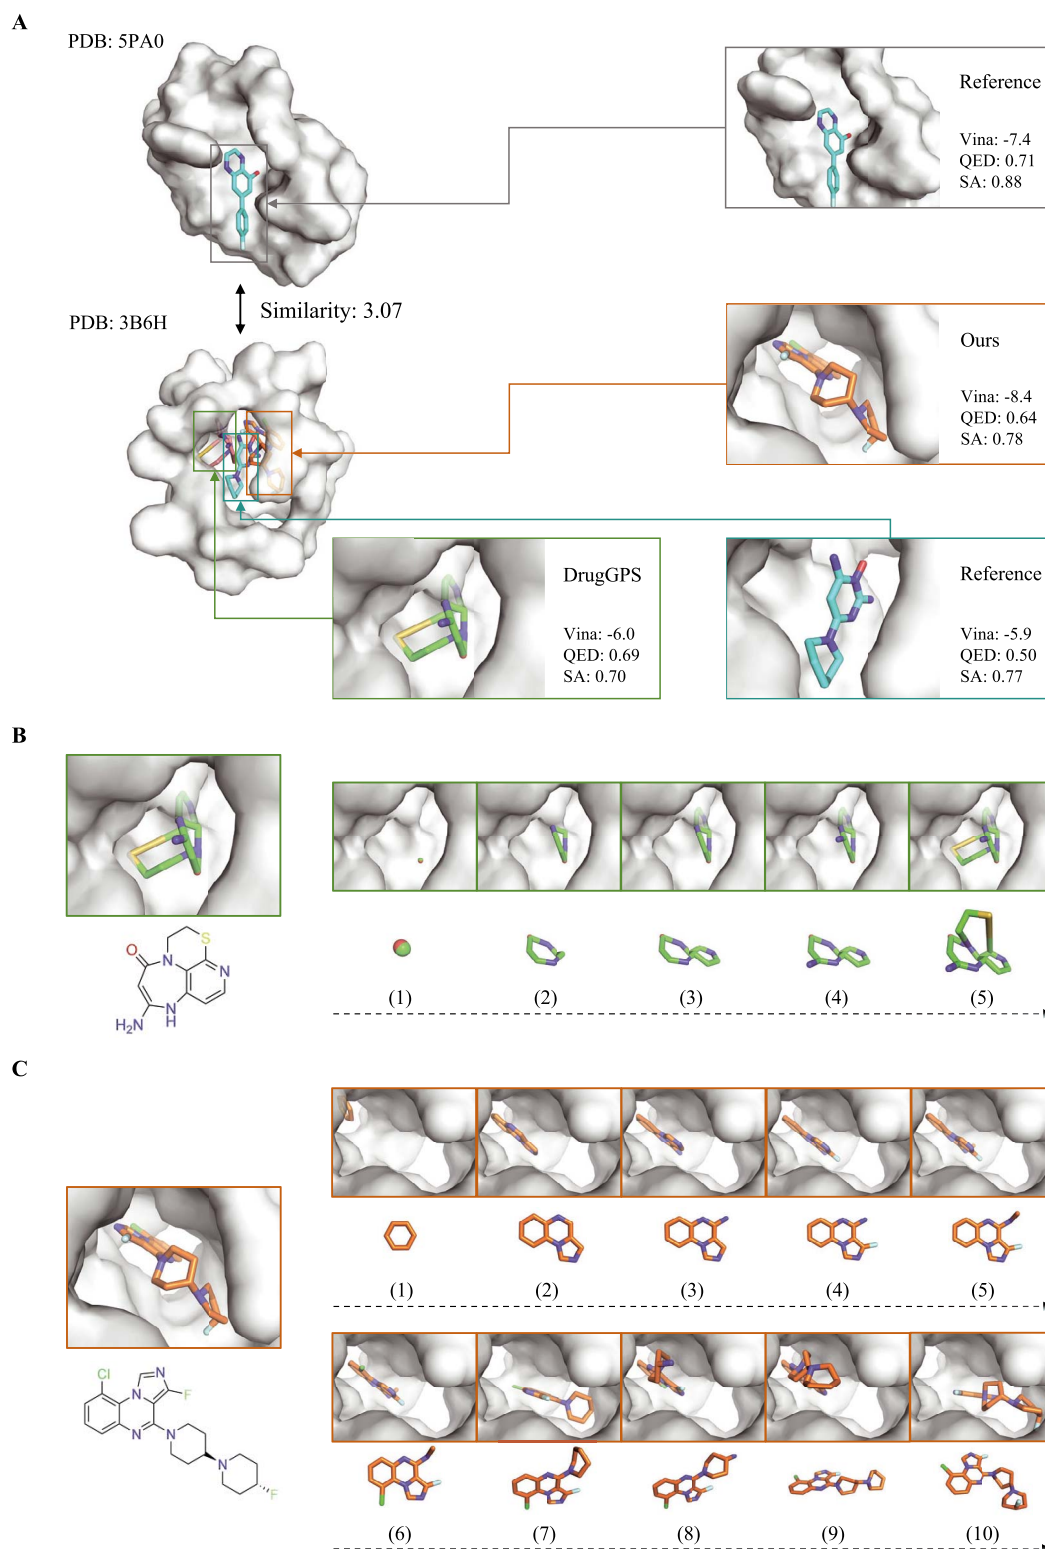 A
PDB: 5PA0
Reference
Vina: -7.4
QED: 0.71
SA: 0.88
Similarity: 3.07
PDB: 3B6H
Ours
Vina: -8.4
QED: 0.64
SA: 0.78
DrugGPS
Vina: -6.0
QED: 0.69
SA: 0.70
Reference
Vina: -5.9
QED: 0.50
SA: 0.77
B
S
O
N
N
N
H
H2N
(1) (2) (3) (4) (5)
C
(1) (2) (3) (4) (5)
Cl
N
N
F
N
N
N
F
(6) (7) (8) (9) (10)